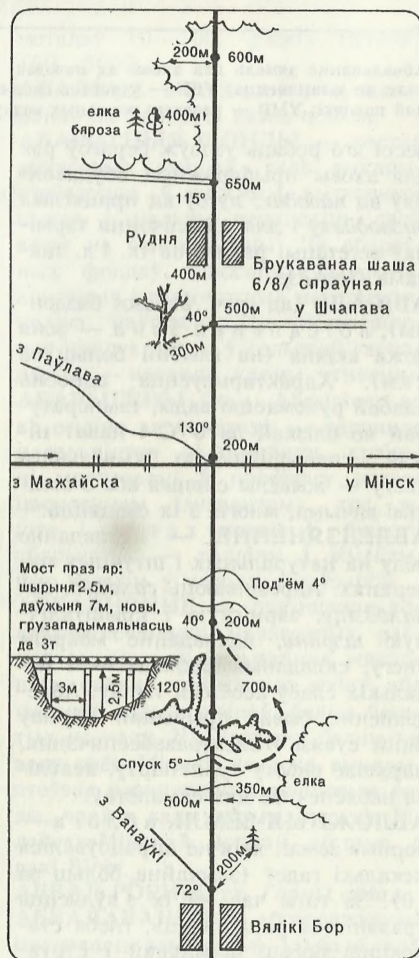 200м
600м
елка
бяроза
400м
650м
115°
Рудня
400м
Брукаваная шаша
6/8/ спраўная
500м
у Шчапава
40°
300м
з Паўлава
130°
200м
Мажайска
Мінск
Под"ём 4°
Мост праз яр:
шырыня 2,5м,
даўжыня 7м, новы,
грузападымальнасць
да 3т
40°
200м
3м
2,5м
120°
700м
Спуск 5°
350м
500м
елка
з Ванаўкі
200м
72°
Вялікі Бор